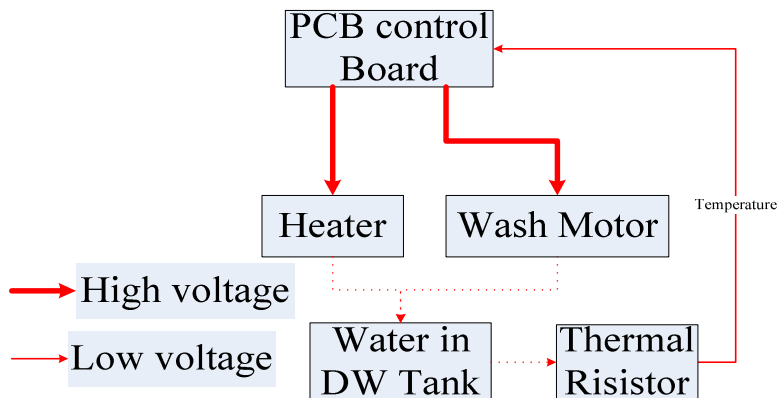 PCB control
Board
Heater
Wash Motor
Temperature
High voltage
Low voltage
Water in
DW Tank
Thermal
Risistor